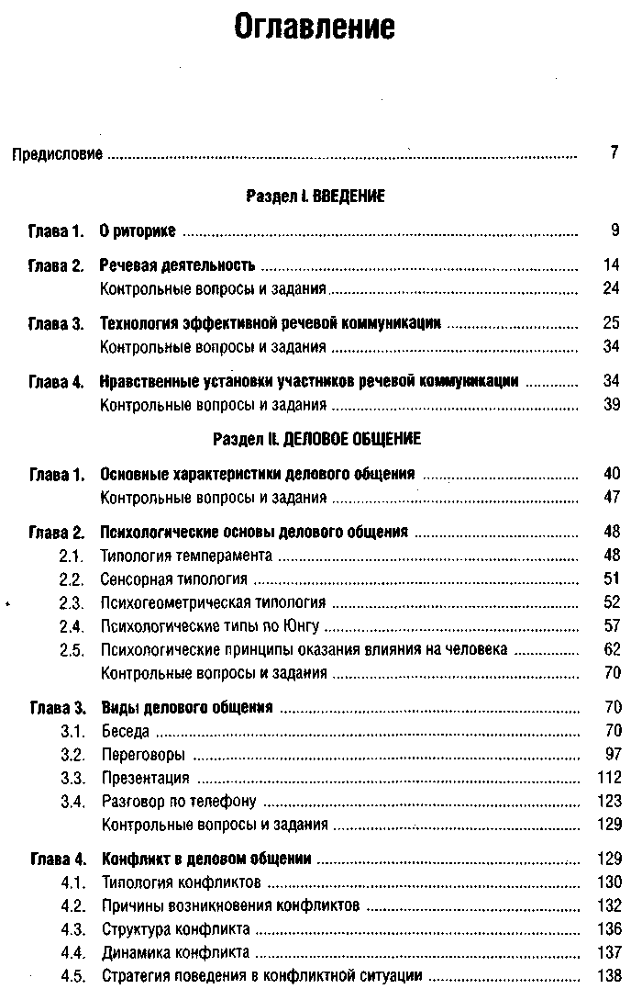 Оглавление
Предисловие ........ 7
Раздел I. ВВЕДЕНИЕ
Глава 1. О риторике ........ 9
Глава 2. Речевая деятельность ........ 14
Контрольные вопросы и задания ........ 24
Глава 3. Технология эффективной речевой коммуникации ........ 25
Контрольные вопросы и задания ........ 34
Глава 4. Нравственные установки участников речевой коммуникации ........ 34
Контрольные вопросы и задания ........ 39
Раздел II. ДЕЛОВОЕ ОБЩЕНИЕ
Глава 1. Основные характеристики делового общения ........ 40
Контрольные вопросы и задания ........ 47
Глава 2. Психологические основы делового общения ........ 48
2.1. Типология темперамента ........ 48
2.2. Сенсорная типология ........ 51
2.3. Психогеометрическая типология ........ 52
2.4. Психологические типы по Юнгу ........ 57
2.5. Психологические принципы оказания влияния на человека ........ 62
Контрольные вопросы и задания ........ 70
Глава 3. Виды делового общения ........ 70
3.1. Беседа ........ 70
3.2. Переговоры ........ 97
3.3. Презентация ........ 112
3.4. Разговор по телефону ........ 123
Контрольные вопросы и задания ........ 129
Глава 4. Конфликт в деловом общении ........ 129
4.1. Типология конфликтов ........ 130
4.2. Причины возникновения конфликтов ........ 132
4.3. Структура конфликта ........ 136
4.4. Динамика конфликта ........ 137
4.5. Стратегия поведения в конфликтной ситуации ........ 138